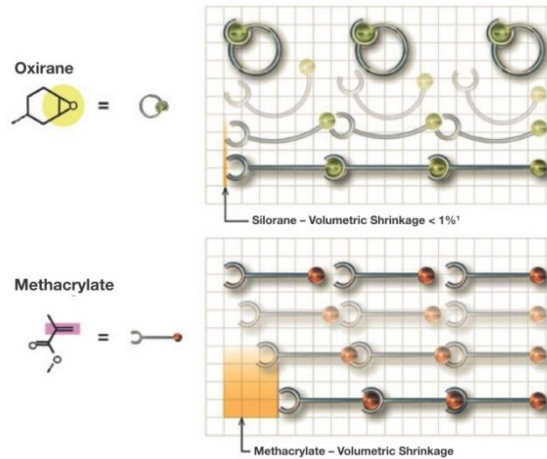 Oxirane
O
=
Silorane – Volumetric Shrinkage < 1%¹
Methacrylate
O
O
=
Methacrylate – Volumetric Shrinkage